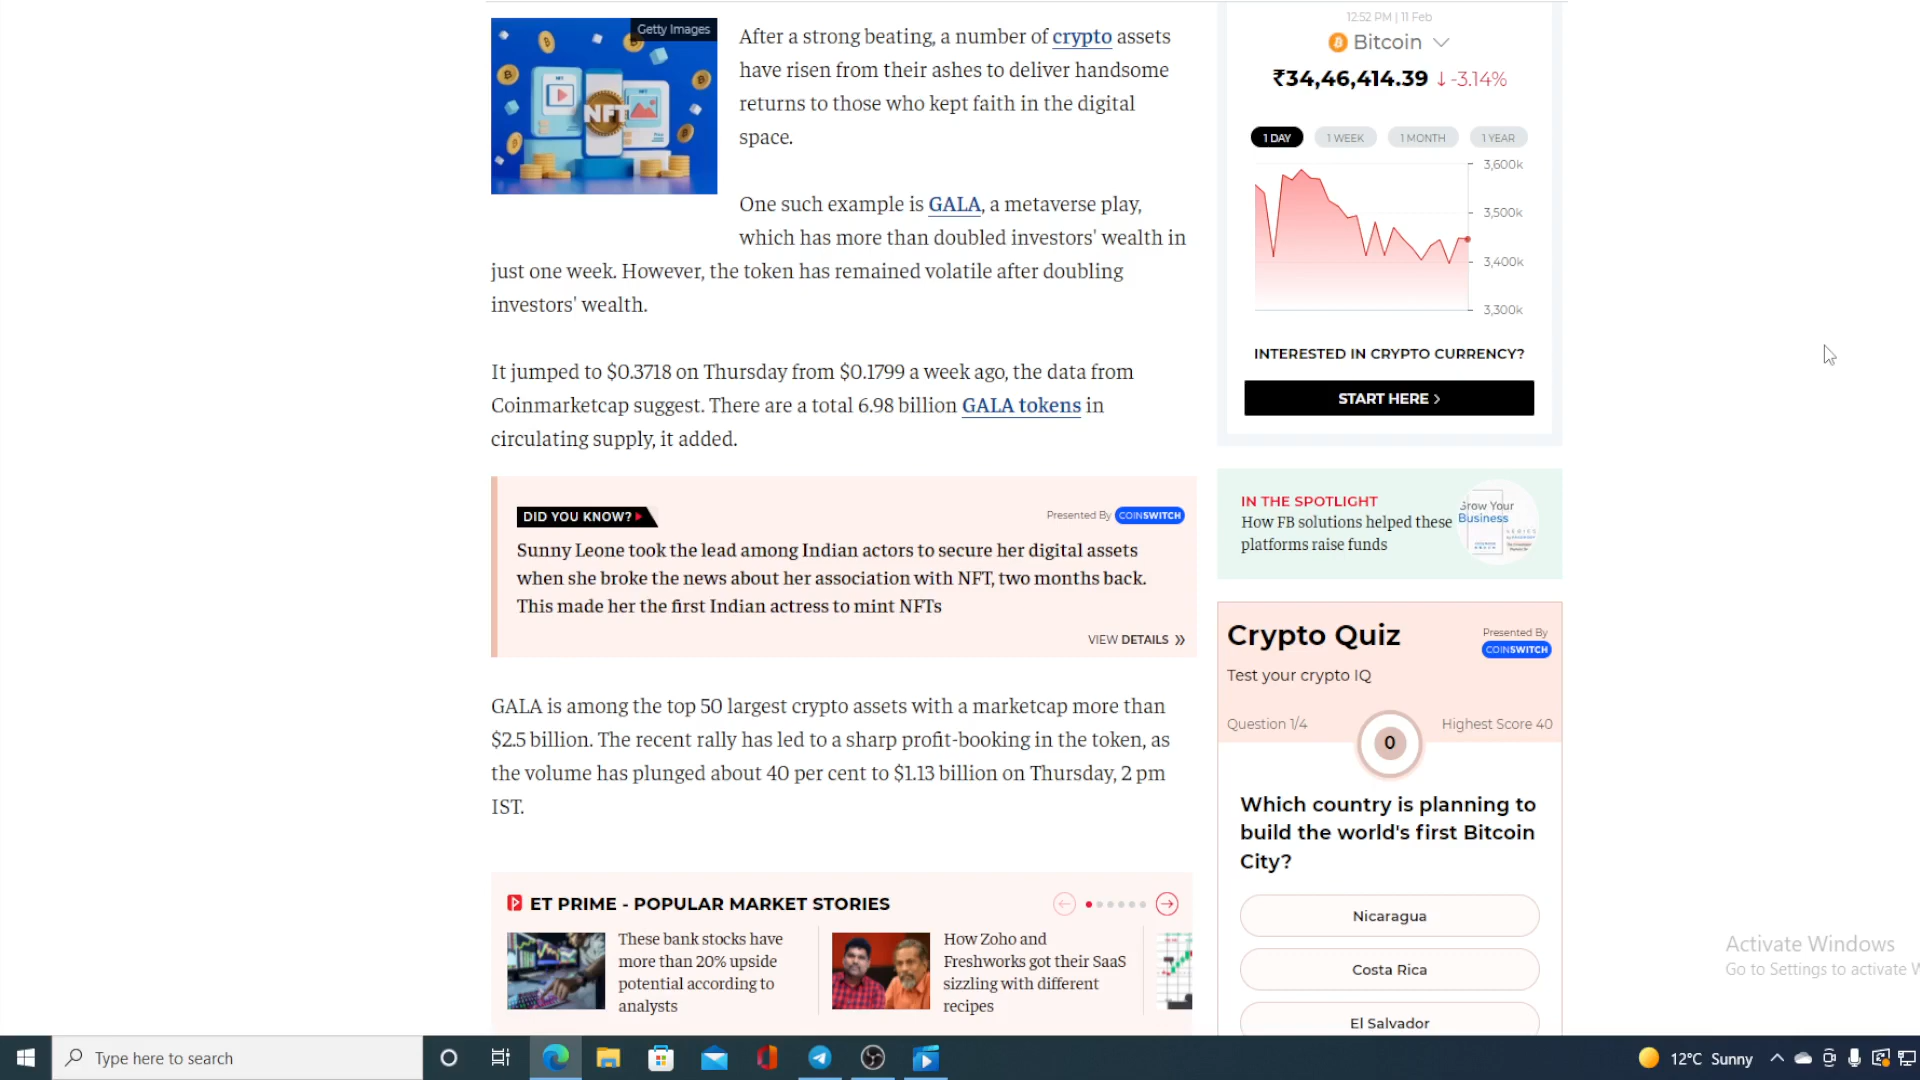 Getty Images
NFT
After a strong beating, a number of crypto assets
have risen from their ashes to deliver handsome
returns to those who kept faith in the digital
space.
One such example is GALA, a metaverse play,
which has more than doubled investors' wealth in
just one week. However, the token has remained volatile after doubling
investors' wealth.
It jumped to $0.3718 on Thursday from $0.1799 a week ago, the data from
Coinmarketcap suggest. There are a total 6.98 billion GALA tokens in
circulating supply, it added.
DID YOU KNOW?
Presented By COINSWITCH
Sunny Leone took the lead among Indian actors to secure her digital assets
when she broke the news about her association with NFT, two months back.
This made her the first Indian actress to mint NFTs
VIEW DETAILS »
GALA is among the top 50 largest crypto assets with a marketcap more than
$2.5 billion. The recent rally has led to a sharp profit-booking in the token, as
the volume has plunged about 40 per cent to $1.13 billion on Thursday, 2 pm
IST.
ET PRIME - POPULAR MARKET STORIES
These bank stocks have
more than 20% upside
potential according to
analysts
How Zoho and
Freshworks got their SaaS
sizzling with different
recipes
12:52 PM | 11 Feb
Bitcoin
₹34,46,414.39 ↓ -3.14%
1 DAY
1 WEEK
1 MONTH
1 YEAR
3,600k
3,500k
3,400k
3,300k
INTERESTED IN CRYPTO CURRENCY?
START HERE >
IN THE SPOTLIGHT
How FB solutions helped these
platforms raise funds
Grow Your
Business
Crypto Quiz
Presented By
COINSWITCH
Test your crypto IQ
Question 1/4
0
Highest Score 40
Which country is planning to
build the world's first Bitcoin
City?
Nicaragua
Costa Rica
El Salvador
Activate Windows
Go to Settings to activate W
Type here to search
12°C Sunny